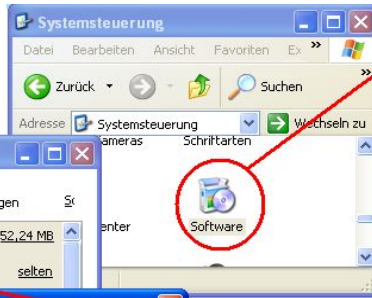 Systemsteuerung
Datei Bearbeiten Ansicht Favoriten Ex »
Zurück Suchen »
Adresse Systemsteuerung Wechseln zu
ameras Schriftarten
gen
52,24 MB
enter Software
selten